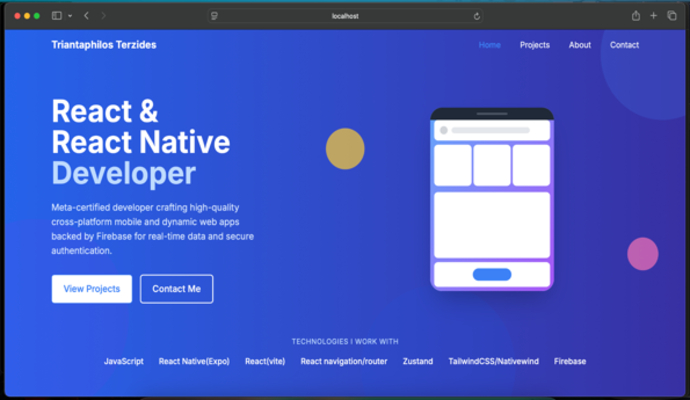 localhost
Triantaphilos Terzides
Home Projects About Contact
React &
React Native
Developer
Meta-certified developer crafting high-quality
cross-platform mobile and dynamic web apps
backed by Firebase for real-time data and secure
authentication.
View Projects Contact Me
TECHNOLOGIES I WORK WITH
JavaScript React Native(Expo) React(vite) React navigation/router Zustand TailwindCSS/Nativewind Firebase